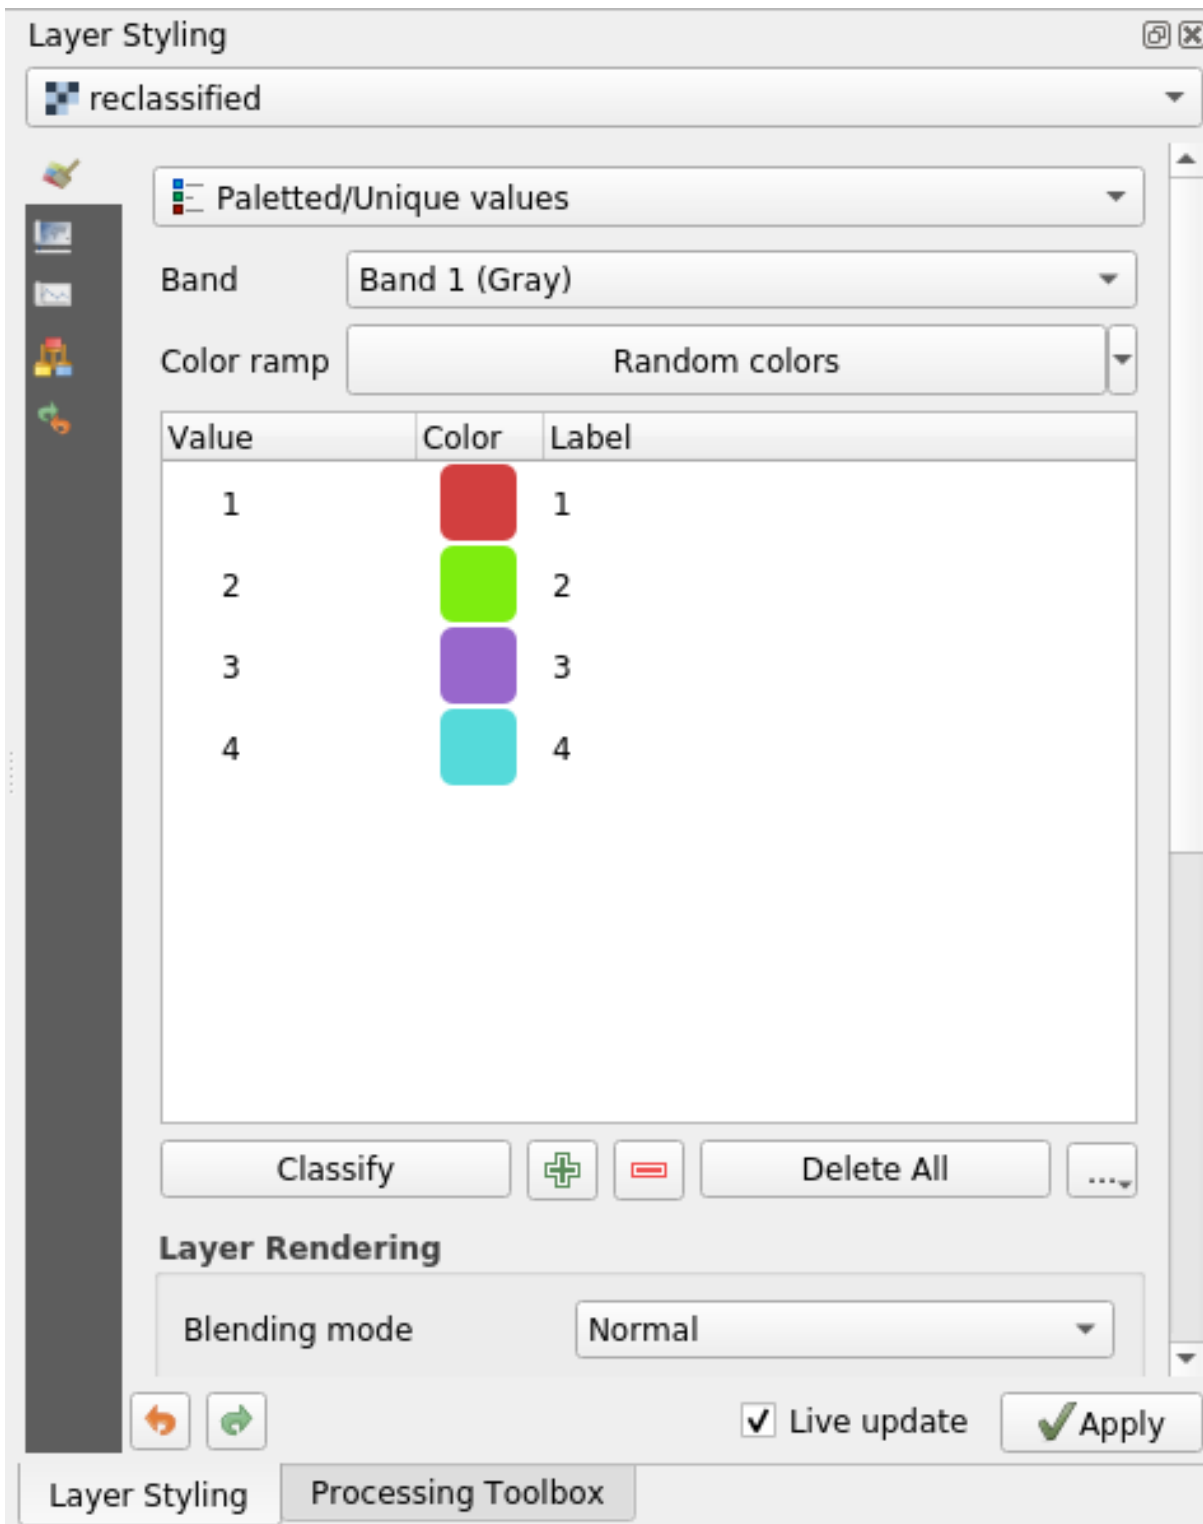 Layer Styling
reclassified
Paletted/Unique values
Band Band 1 (Gray)
Color ramp Random colors
Value Color Label
1 1
2 2
3 3
4 4
Classify Delete All ...
Layer Rendering
Blending mode Normal
Live update Apply
Layer Styling Processing Toolbox